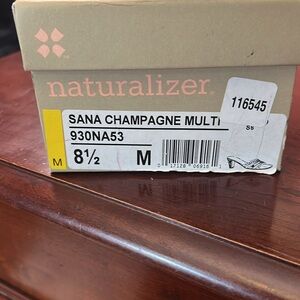 naturalizer.
116545
SANA CHAMPAGNE MULTI
930NA53
M 8½ M